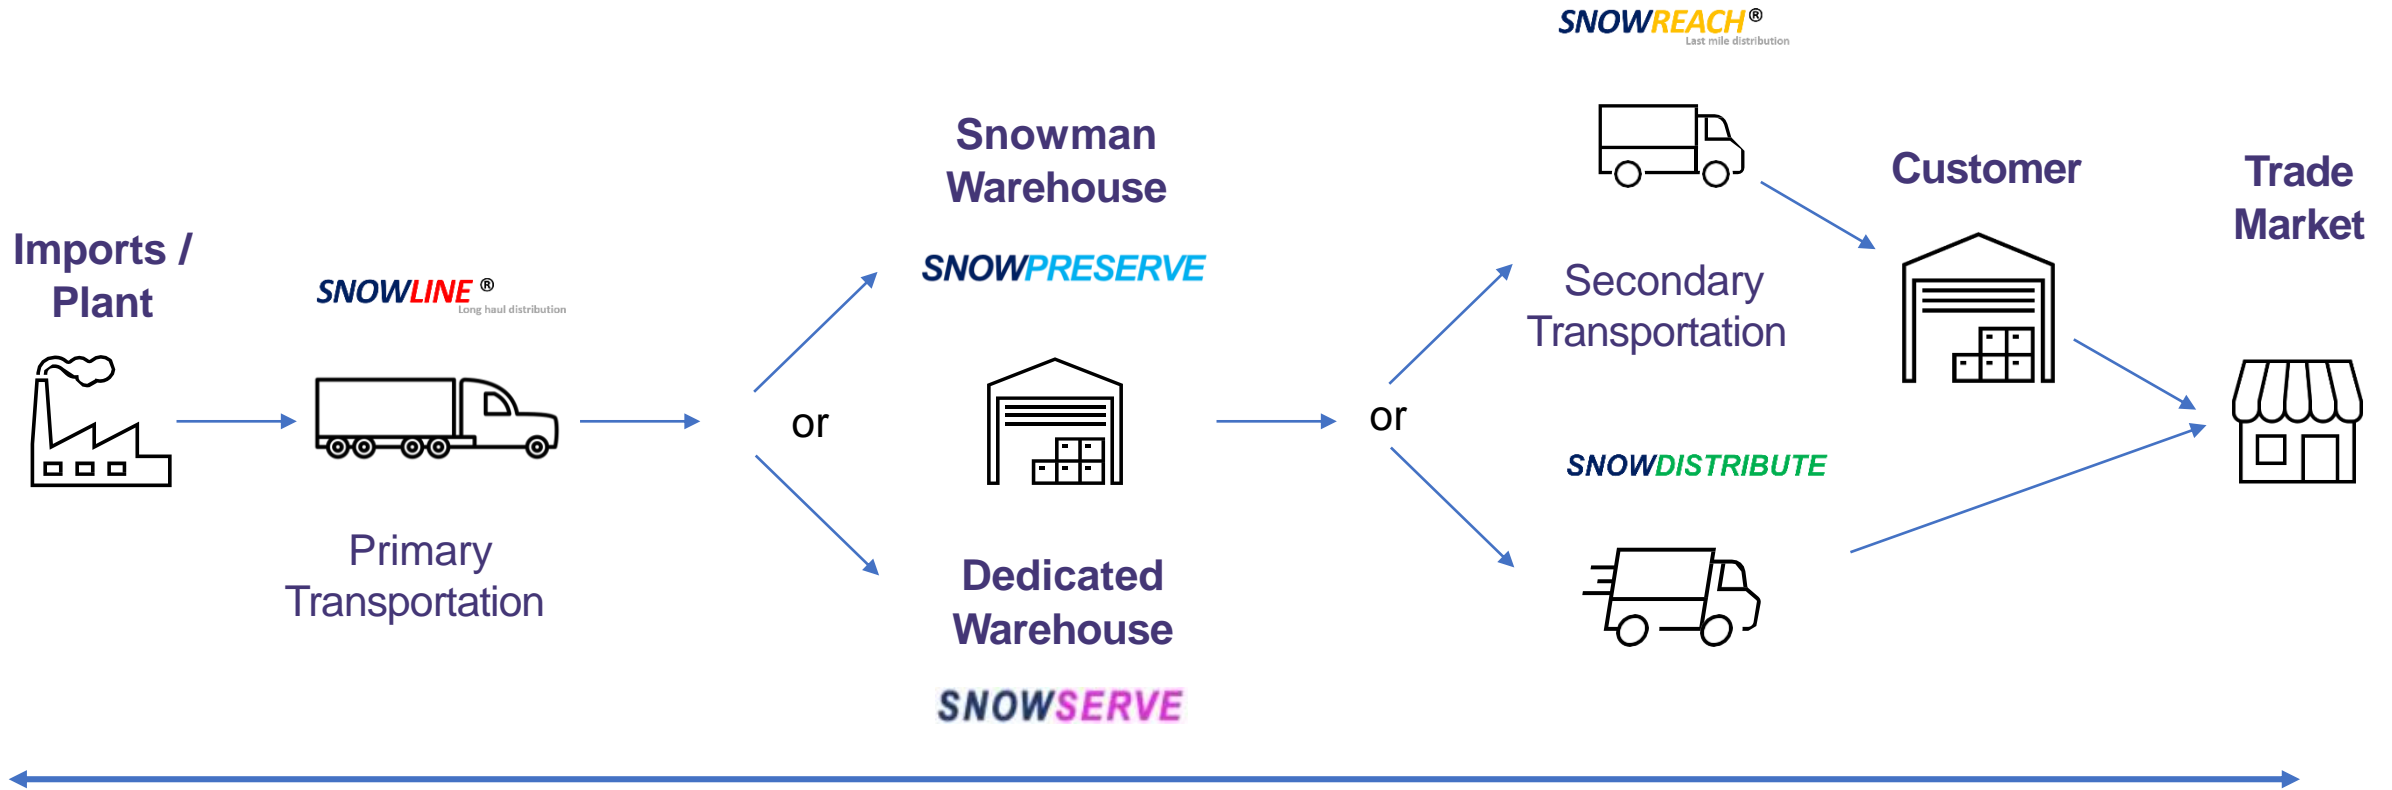 Imports /
Plant
SNOWLINE ®
Long haul distribution
Primary
Transportation
or
Snowman
Warehouse
SNOWPRESERVE
Dedicated
Warehouse
SNOWSERVE
or
SNOWREACH ®
Last mile distribution
Secondary
Transportation
SNOWDISTRIBUTE
Customer
Trade
Market